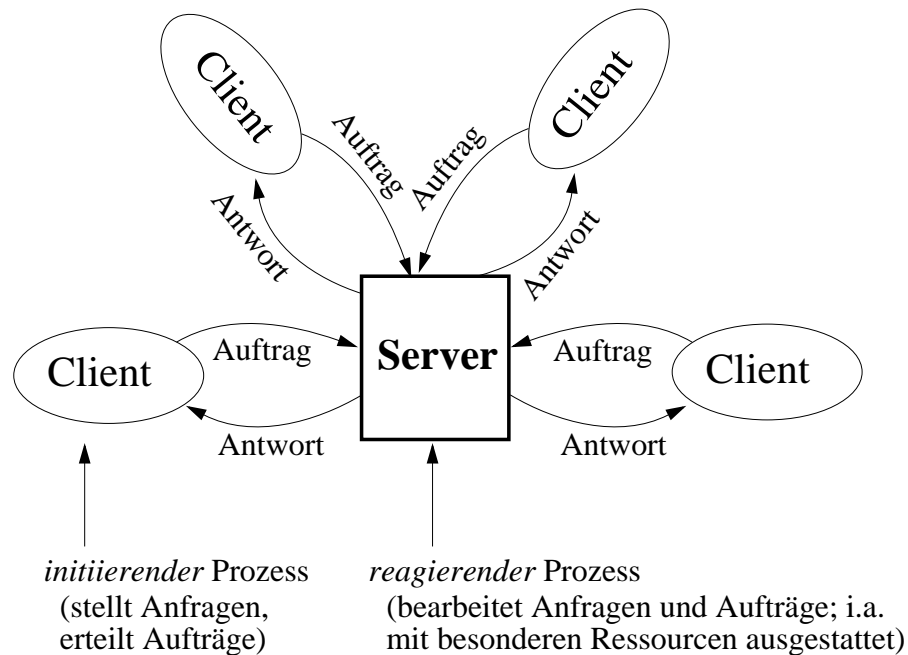 Client
Client
Auftrag
Auftrag
Antwort
Antwort
Client
Auftrag
Server
Auftrag
Client
Antwort
Antwort
initiierender Prozess
(stellt Anfragen,
erteilt Aufträge)
reagierender Prozess
(bearbeitet Anfragen und Aufträge; i.a.
mit besonderen Ressourcen ausgestattet)